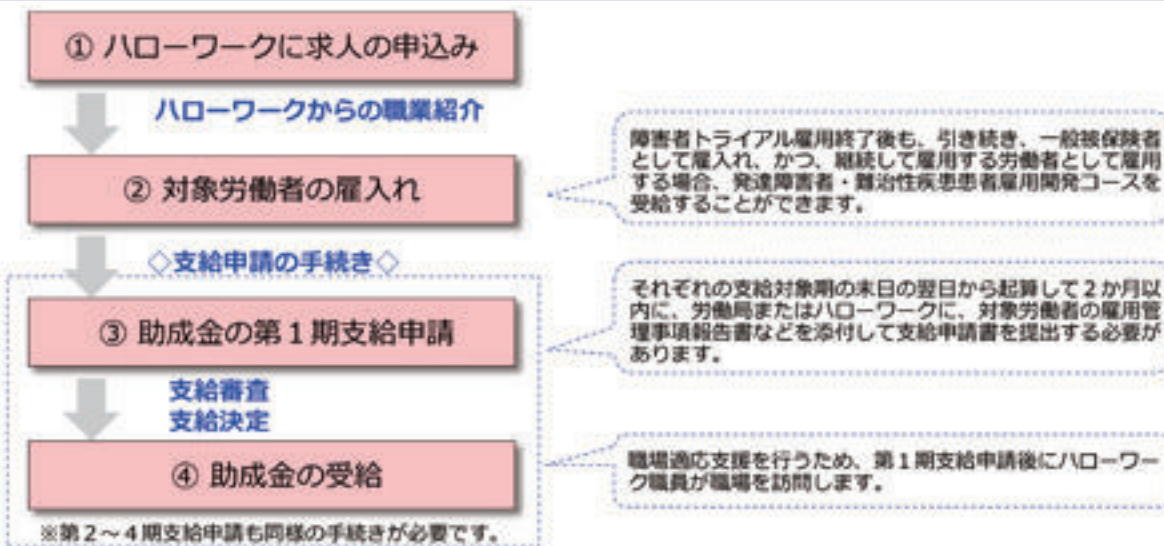 ① ハローワークに求人の申込み
ハローワークからの職業紹介
② 対象労働者の雇入れ
障害者トライアル雇用終了後も、引き続き、一般被保険者
として雇入れ、かつ、継続して雇用する労働者として雇用
する場合、発達障害者・難治性疾患患者雇用開発コースを
受給することができます。
◇支給申請の手続き◇
③ 助成金の第１期支給申請
それぞれの支給対象期の末日の翌日から起算して２か月以
内に、労働局またはハローワークに、対象労働者の雇用管
理事項報告書などを添付して支給申請書を提出する必要が
あります。
支給審査
支給決定
④ 助成金の受給
職場適応支援を行うため、第１期支給申請後にハローワー
ク職員が職場を訪問します。
※第２～４期支給申請も同様の手続きが必要です。